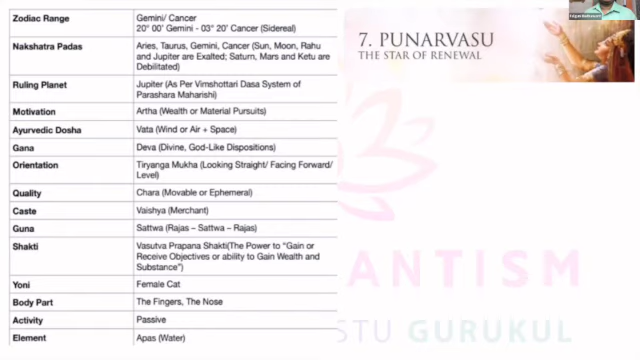 Zodiac Range
Gemini/ Cancer
20° 00' Gemini - 03° 20' Cancer (Sidereal)
Nakshatra Padas
Aries, Taurus, Gemini, Cancer (Sun, Moon, Rahu
and Jupiter are Exalted; Saturn, Mars and Ketu are
Debilitated)
Ruling Planet
Jupiter (As Per Vimshottari Dasa System of
Parashara Maharishi)
Motivation
Artha (Wealth or Material Pursuits)
Ayurvedic Dosha
Vata (Wind or Air + Space)
Gana
Deva (Divine, God-Like Dispositions)
Orientation
Tiryanga Mukha (Looking Straight/ Facing Forward/
Level)
Quality
Chara (Movable or Ephemeral)
Caste
Vaishya (Merchant)
Guna
Sattwa (Rajas – Sattwa – Rajas)
Shakti
Vasutva Prapana Shakti(The Power to “Gain or
Receive Objectives or ability to Gain Wealth and
Substance”)
Yoni
Female Cat
Body Part
The Fingers, The Nose
Activity
Passive
Element
Apas (Water)
7. PUNARVASU
THE STAR OF RENEWAL
ANTISM
STU GURUKUL